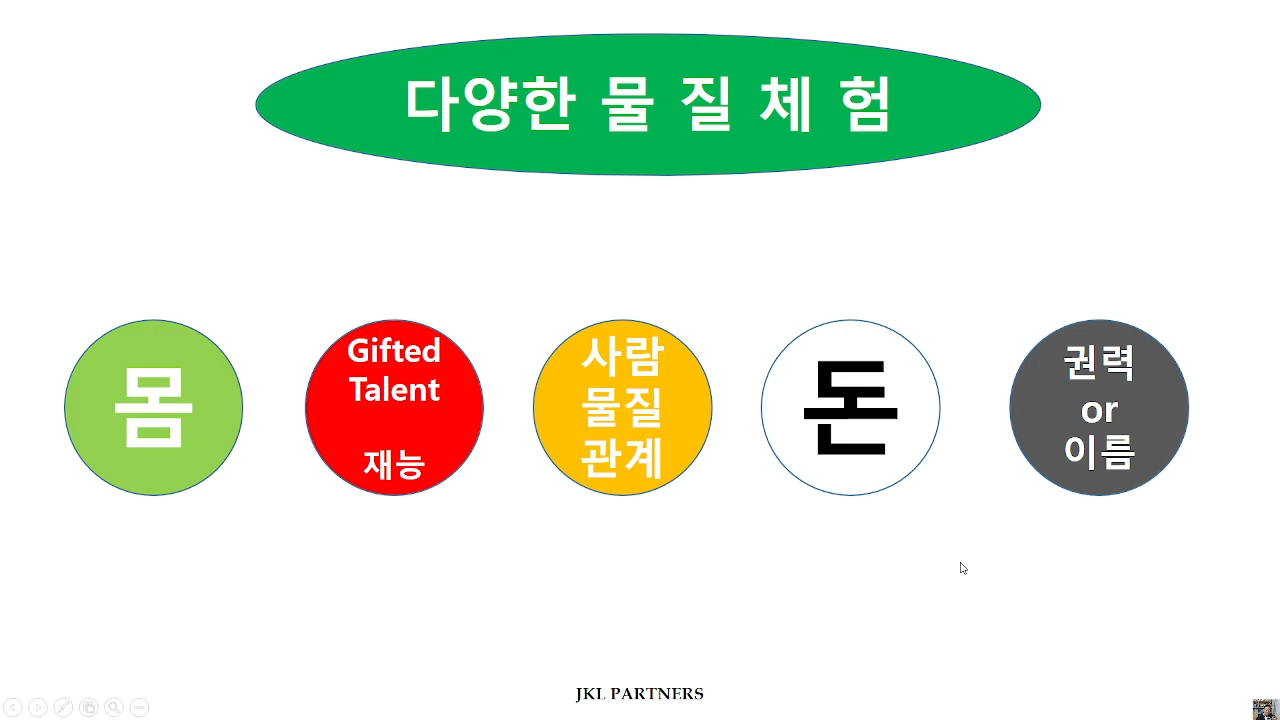 다양한 물 질 체 험
몸
Gifted
Talent
재능
사람
물질
관계
돈
권력
or
이름
JKL PARTNERS